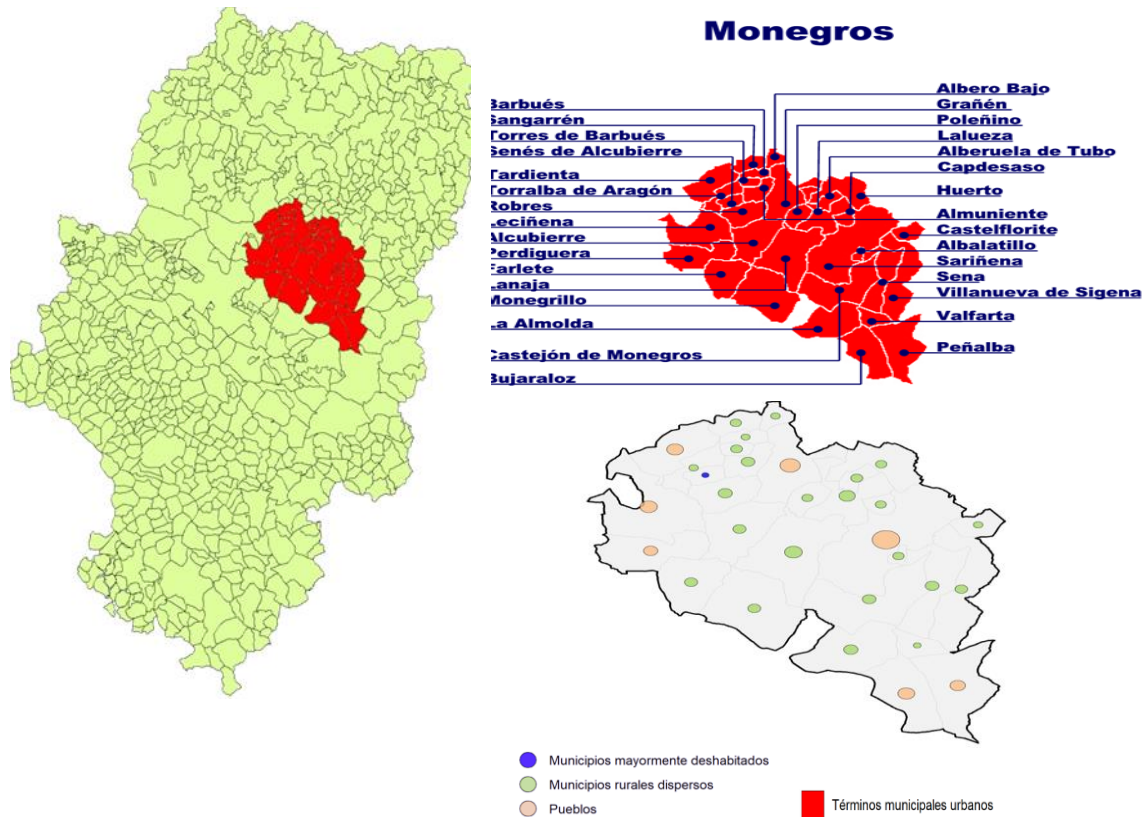 Monegros
Albero Bajo
Barbués
Grañén
Sangarrén
Poleñino
Torres de Barbués
Lalueza
Senés de Alcubierre
Alberuela de Tubo
Tardienta
Capdesaso
Torralba de Aragón
Huerto
Robres
Almuniente
Leciñena
Castelflorite
Alcubierre
Albalatillo
Perdiguera
Sariñena
Farlete
Sena
Lanaja
Villanueva de Sigena
Monegrillo
Valfarta
La Almolda
Peñalba
Castejón de Monegros
Bujaraloz
Municipios mayormente deshabitados
Municipios rurales dispersos
Pueblos
Términos municipales urbanos